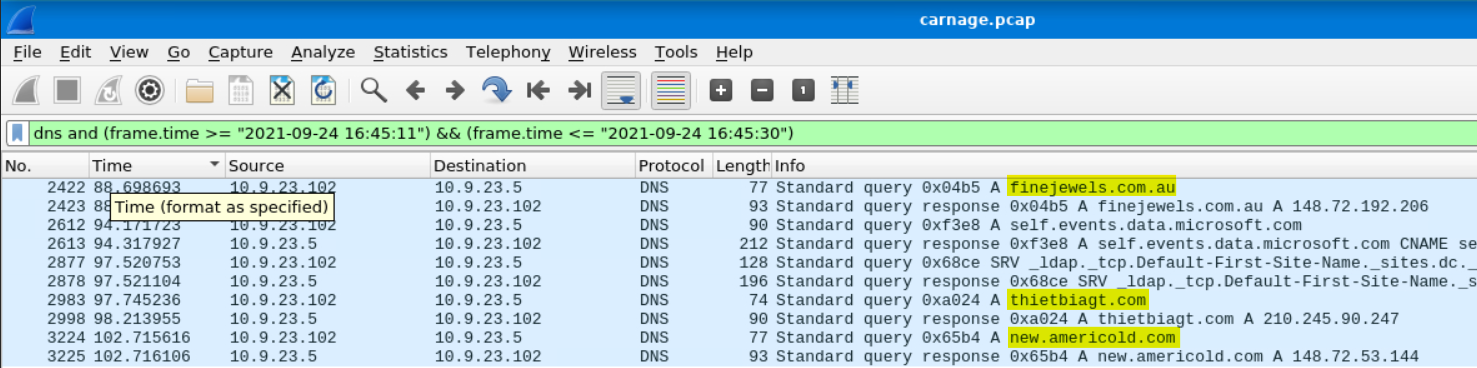 carnage.pcap
File Edit View Go Capture Analyze Statistics Telephony Wireless Tools Help
dns and (frame.time >= "2021-09-24 16:45:11") && (frame.time <= "2021-09-24 16:45:30")
No. Time Source Destination Protocol Length Info
2422 88.698693 10.9.23.102 10.9.23.5 DNS 77 Standard query 0x04b5 A finejewels.com.au
2423 88 Time (format as specified) 10.9.23.102 DNS 93 Standard query response 0x04b5 A finejewels.com.au A 148.72.192.206
2612 94.171723 10.9.23.102 10.9.23.5 DNS 90 Standard query 0xf3e8 A self.events.data.microsoft.com
2613 94.317927 10.9.23.5 10.9.23.102 DNS 212 Standard query response 0xf3e8 A self.events.data.microsoft.com CNAME se
2877 97.520753 10.9.23.102 10.9.23.5 DNS 128 Standard query 0x68ce SRV _ldap._tcp.Default-First-Site-Name._sites.dc._
2878 97.521104 10.9.23.5 10.9.23.102 DNS 196 Standard query response 0x68ce SRV _ldap._tcp.Default-First-Site-Name._s
2983 97.745236 10.9.23.102 10.9.23.5 DNS 74 Standard query 0xa024 A thietbiagt.com
2998 98.213955 10.9.23.5 10.9.23.102 DNS 90 Standard query response 0xa024 A thietbiagt.com A 210.245.90.247
3224 102.715616 10.9.23.102 10.9.23.5 DNS 77 Standard query 0x65b4 A new.americold.com
3225 102.716106 10.9.23.5 10.9.23.102 DNS 93 Standard query response 0x65b4 A new.americold.com A 148.72.53.144